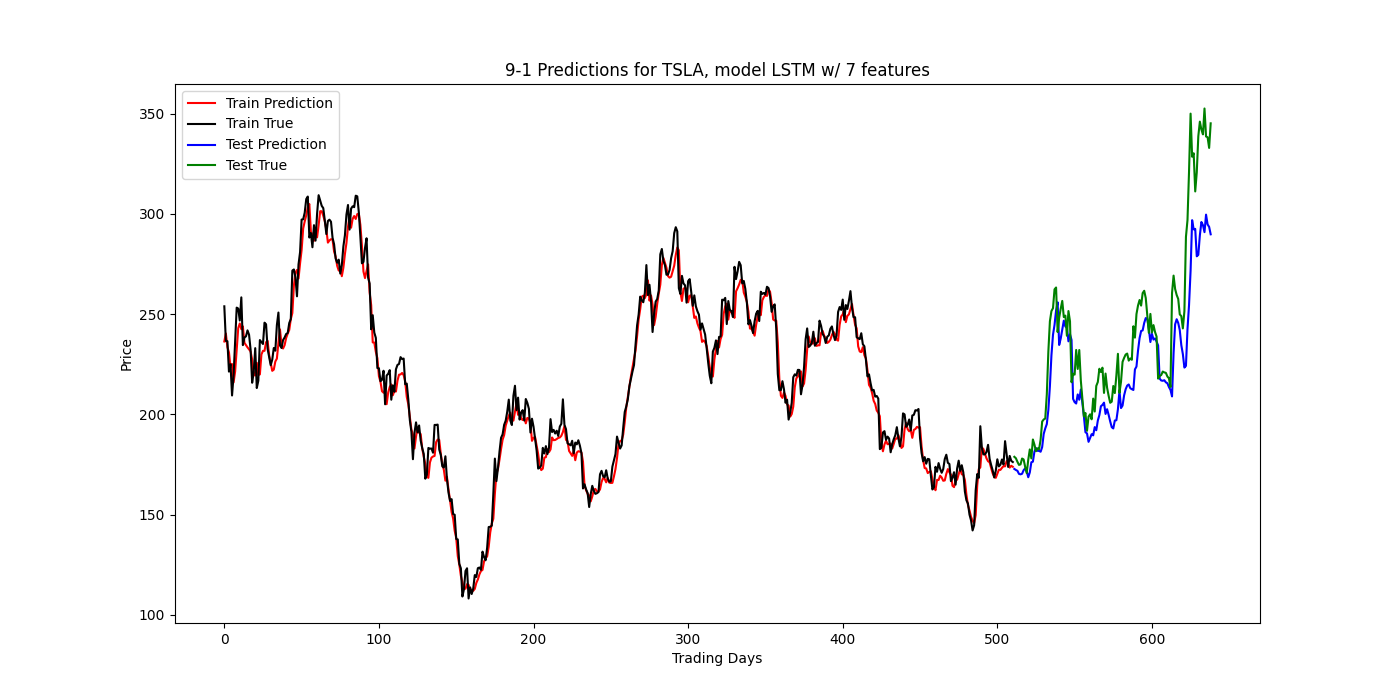 9-1 Predictions for TSLA, model LSTM w/ 7 features
Train Prediction
Train True
Test Prediction
Test True
Price
350
300
250
200
150
100
0 100 200 300 400 500 600
Trading Days